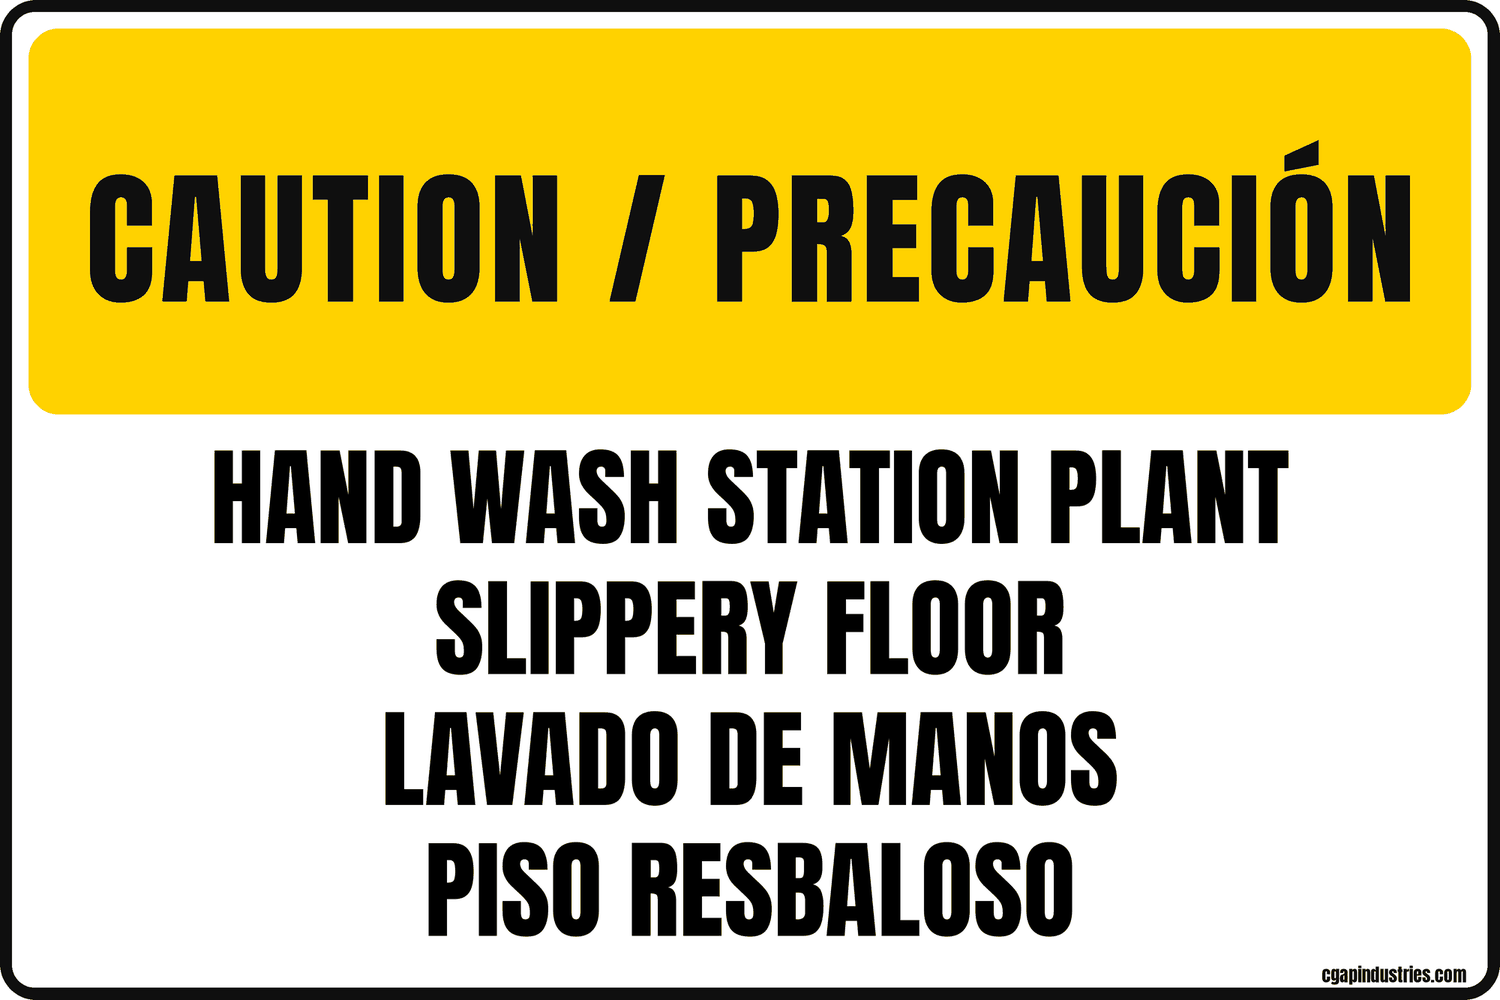 CAUTION / PRECAUCIÓN
HAND WASH STATION PLANT
SLIPPERY FLOOR
LAVADO DE MANOS
PISO RESBALOSO
cgapindustries.com